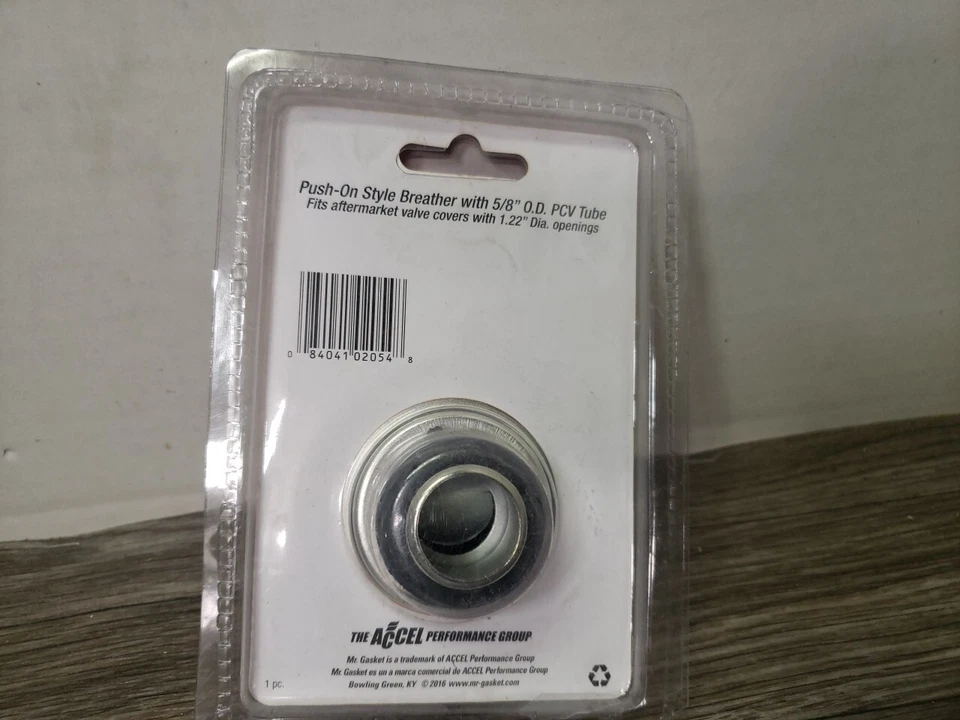 Push-On Style Breather with 5/8" O.D. PCV Tube
Fits aftermarket valve covers with 1.22" Dia. openings
0 84041 02054 8
THE ACCEL PERFORMANCE GROUP
Mr. Gasket is a trademark of ACCEL Performance Group
Mr. Gasket es un a marca comercial de ACCEL Performance Group
1 pc.
Bowling Green, KY © 2016 www.mr-gasket.com